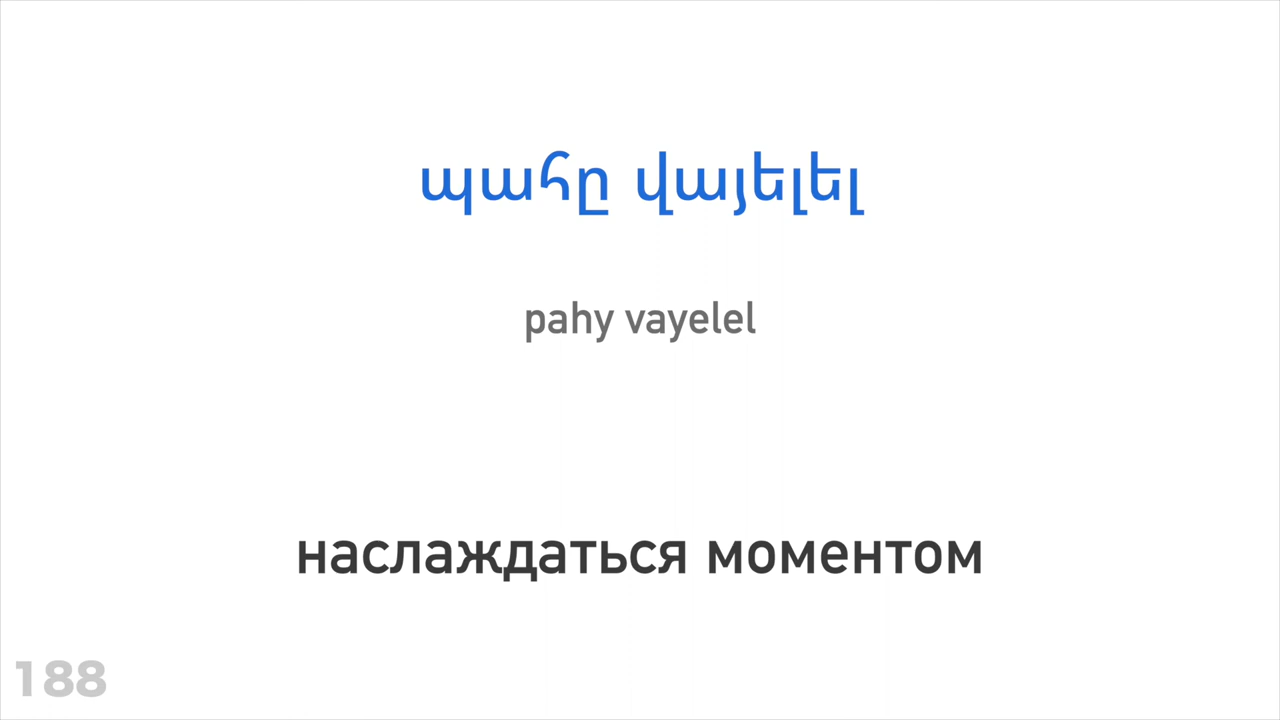 պահը վայելել
pahy vayelel
наслаждаться моментом
188